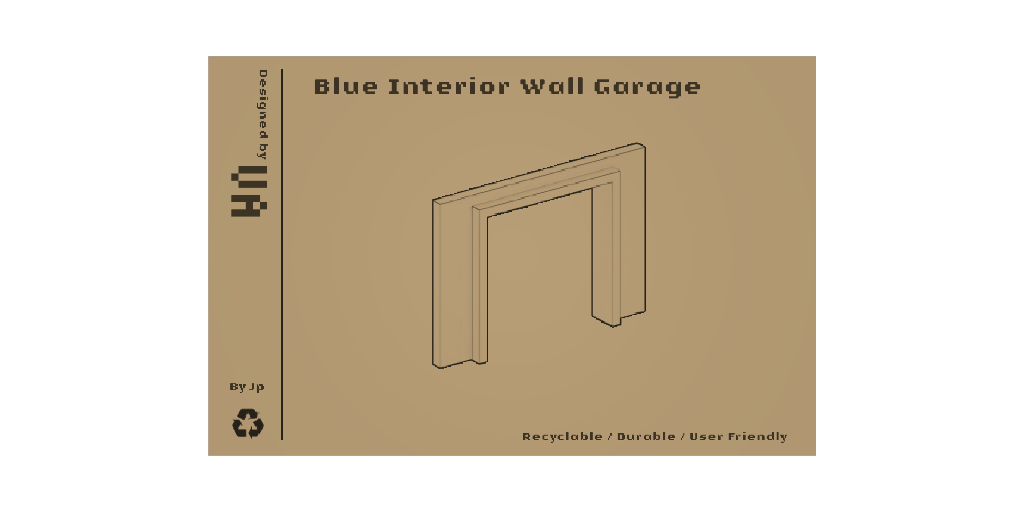 Blue Interior Wall Garage
Designed by
By Jp
Recyclable / Durable / User Friendly